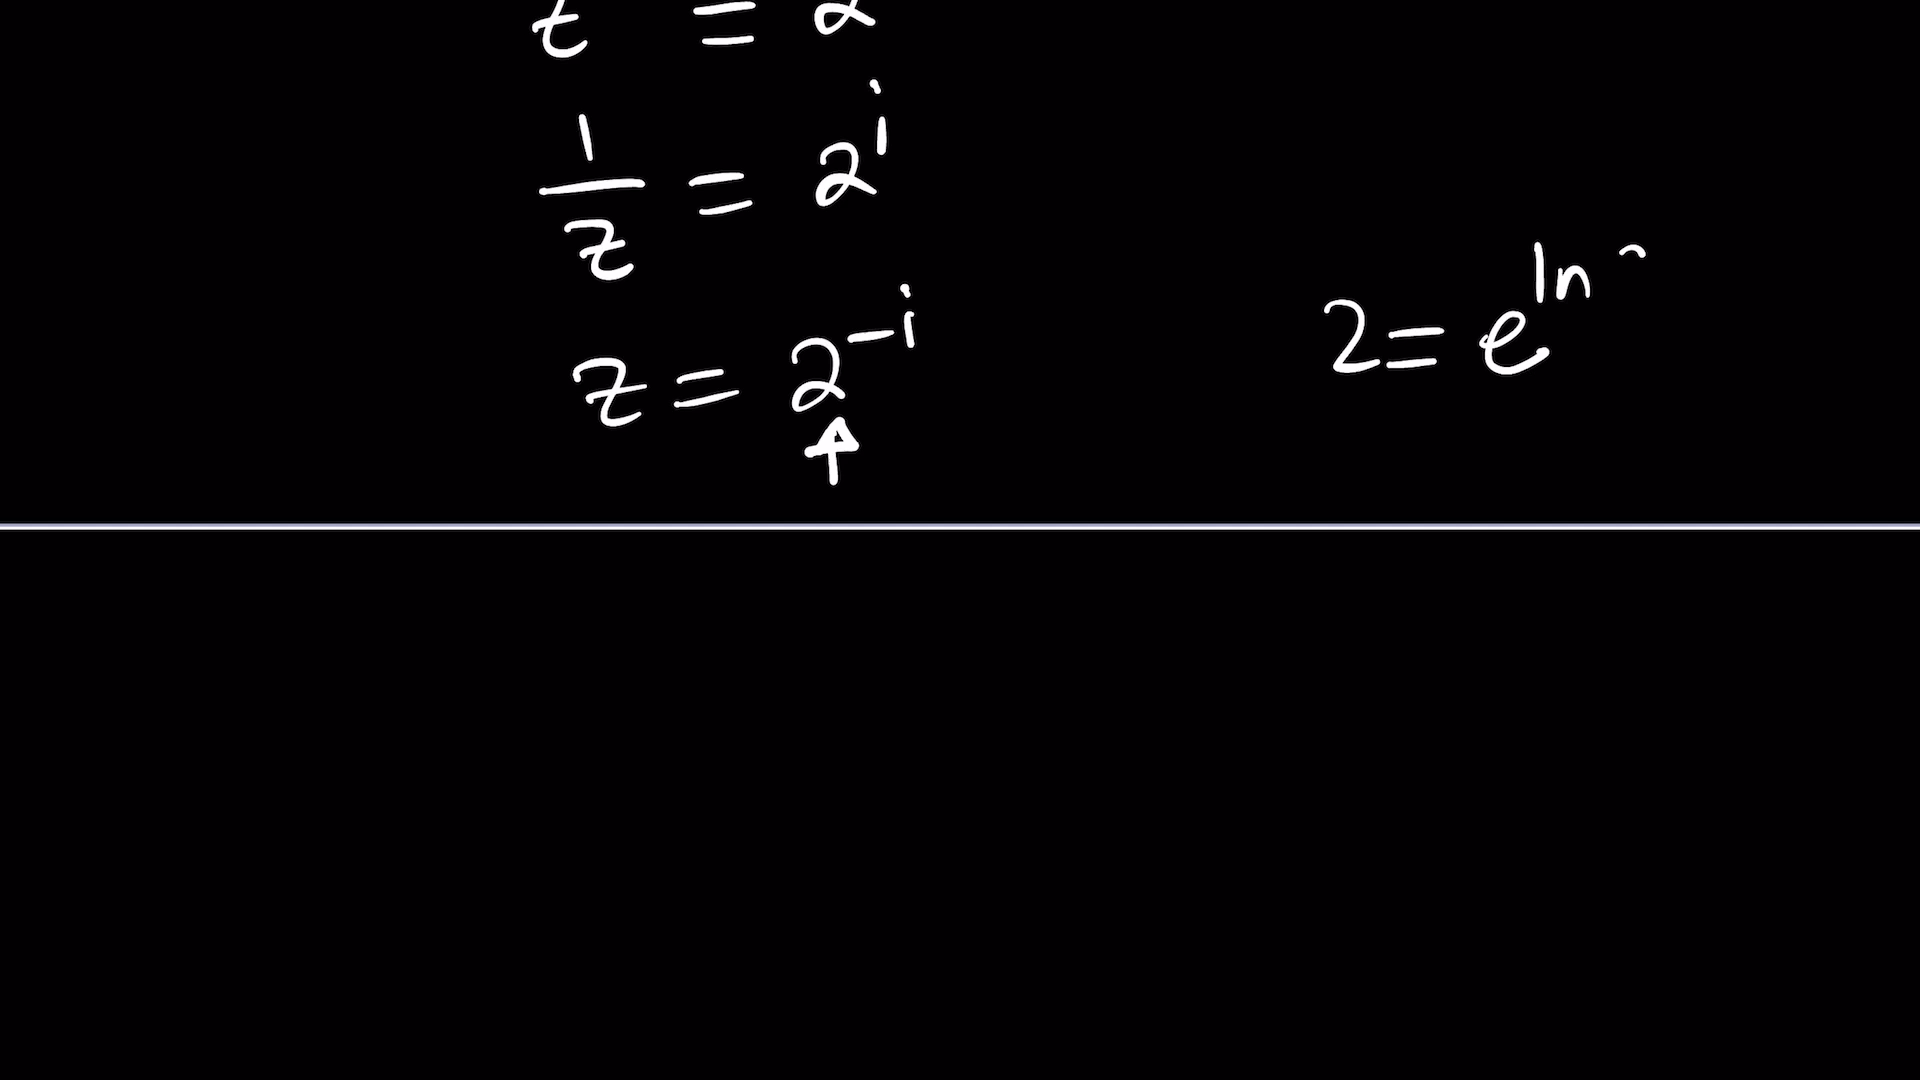 z = 2
1/z = 2^i
2 = e^ln
z = 2^-i